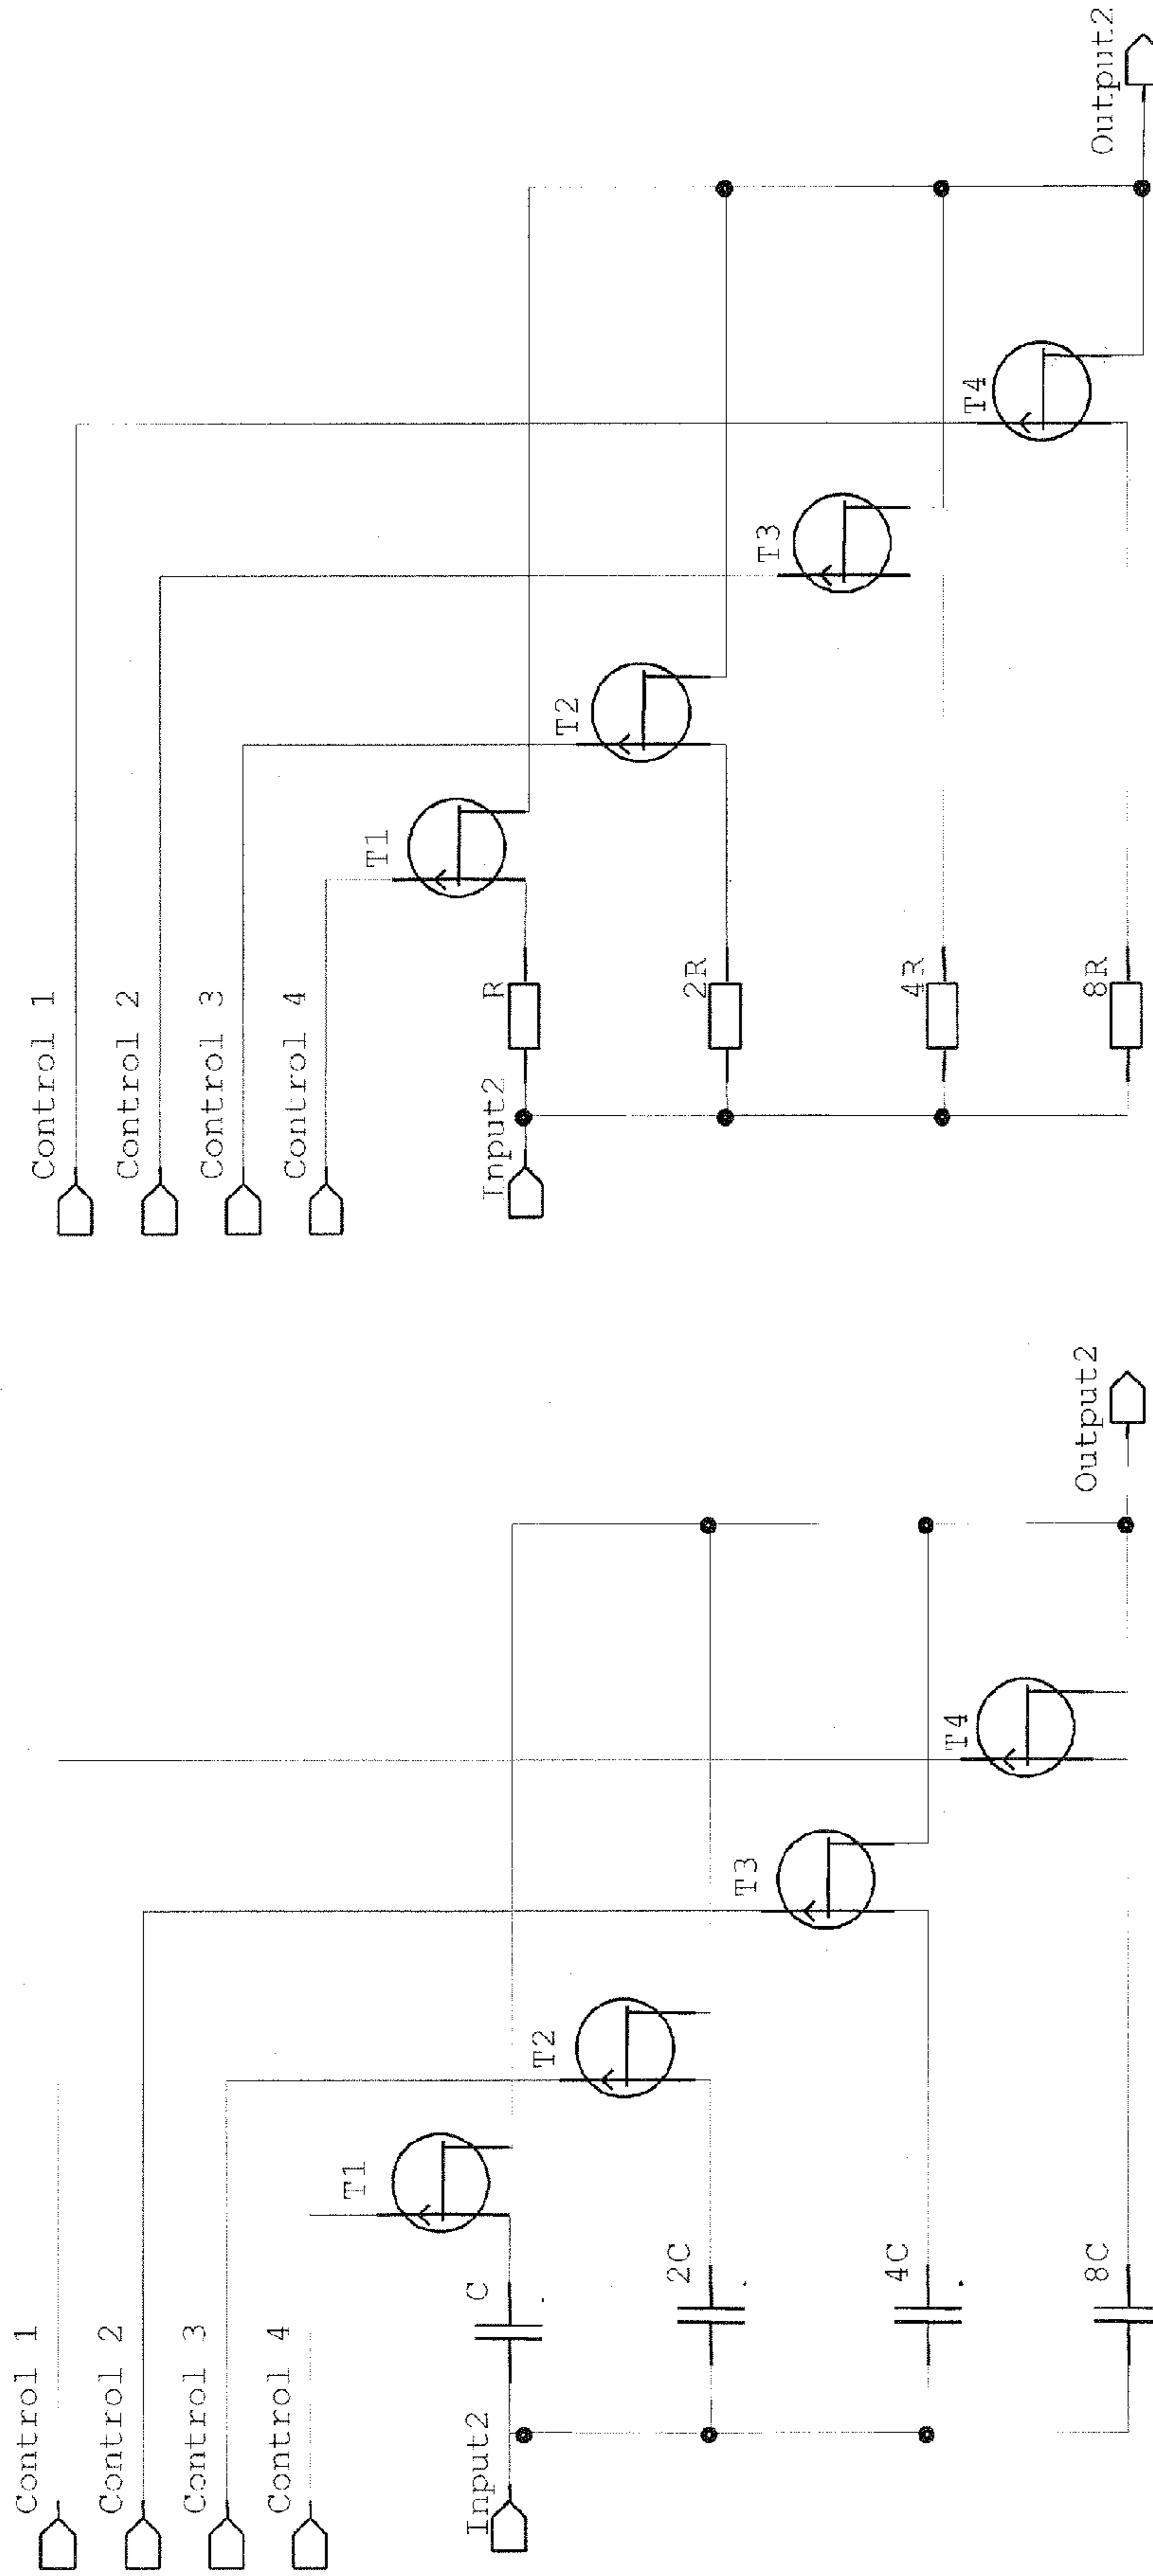 Control 1
Control 2
Control 3
Control 4
Input2
C
2C
4C
8C
T1
T2
T3
T4
Output2
Control 1
Control 2
Control 3
Control 4
Input2
R
2R
4R
8R
T1
T2
T3
T4
Output2